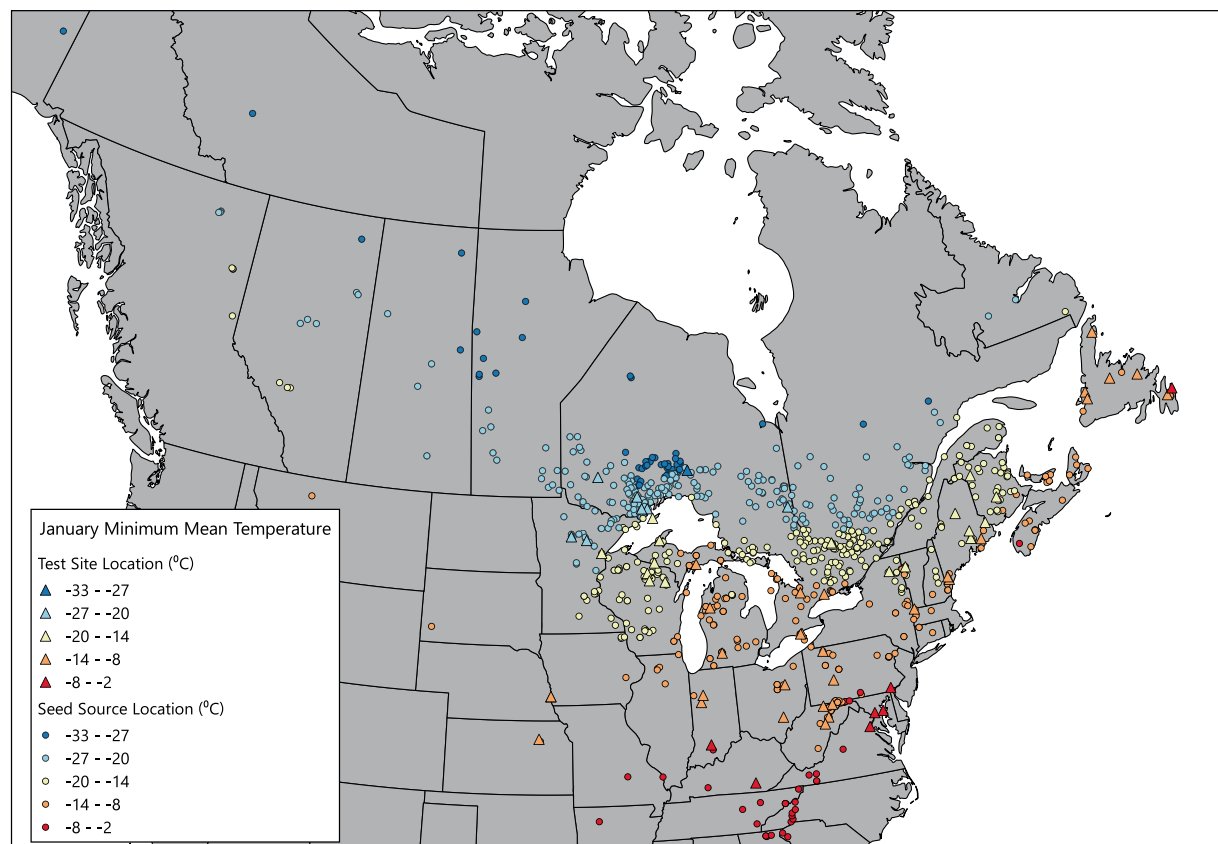 January Minimum Mean Temperature
Test Site Location (⁰C)
-33 - -27
-27 - -20
-20 - -14
-14 - -8
-8 - -2
Seed Source Location (⁰C)
-33 - -27
-27 - -20
-20 - -14
-14 - -8
-8 - -2